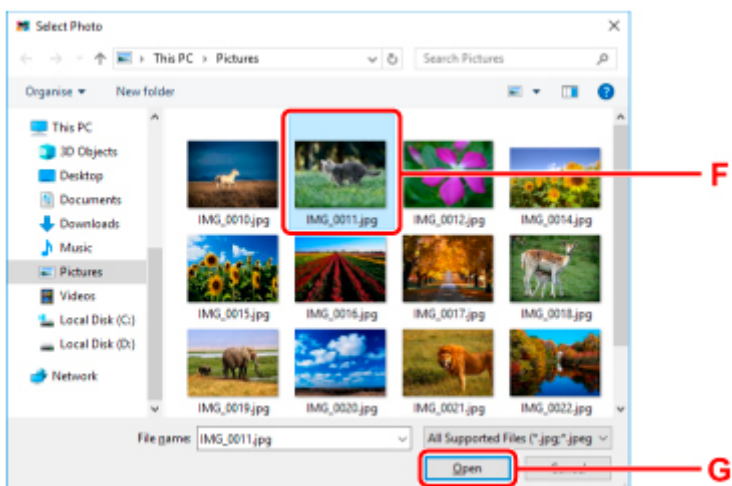 Select Photo
This PC > Pictures
Search Pictures
Organise
New folder
This PC
3D Objects
Desktop
Documents
Downloads
Music
Pictures
Videos
Local Disk (C:)
Local Disk (D:)
Network
IMG_0010.jpg
IMG_0011.jpg
IMG_0012.jpg
IMG_0014.jpg
IMG_0015.jpg
IMG_0016.jpg
IMG_0017.jpg
IMG_0018.jpg
IMG_0019.jpg
IMG_0020.jpg
IMG_0021.jpg
IMG_0022.jpg
F
File name: IMG_0011.jpg
All Supported Files (*.jpg;*.jpeg
Open
Cancel
G